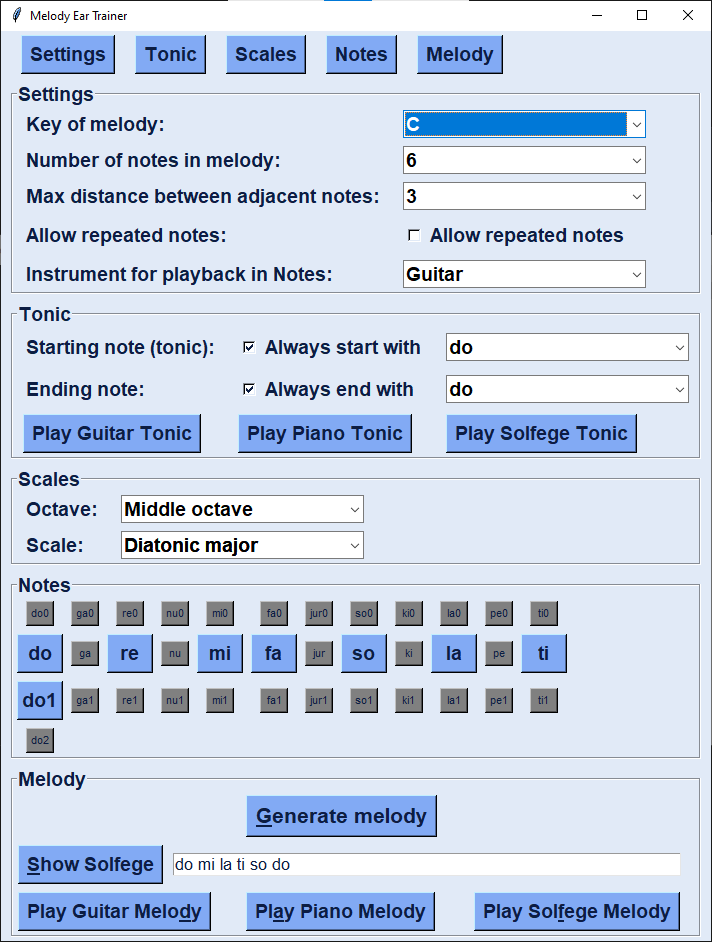 Melody Ear Trainer
Settings Tonic Scales Notes Melody
Settings
Key of melody: C
Number of notes in melody: 6
Max distance between adjacent notes: 3
Allow repeated notes: Allow repeated notes
Instrument for playback in Notes: Guitar
Tonic
Starting note (tonic): Always start with do
Ending note: Always end with do
Play Guitar Tonic Play Piano Tonic Play Solfege Tonic
Scales
Octave: Middle octave
Scale: Diatonic major
Notes
do0 ga0 re0 nu0 mi0 fa0 jur0 so0 ki0 la0 pe0 ti0
do ga re nu mi fa jur so ki la pe ti
do1 ga1 re1 nu1 mi1 fa1 jur1 so1 ki1 la1 pe1 ti1
do2
Melody
Generate melody
Show Solfege do mi la ti so do
Play Guitar Melody Play Piano Melody Play Solfege Melody